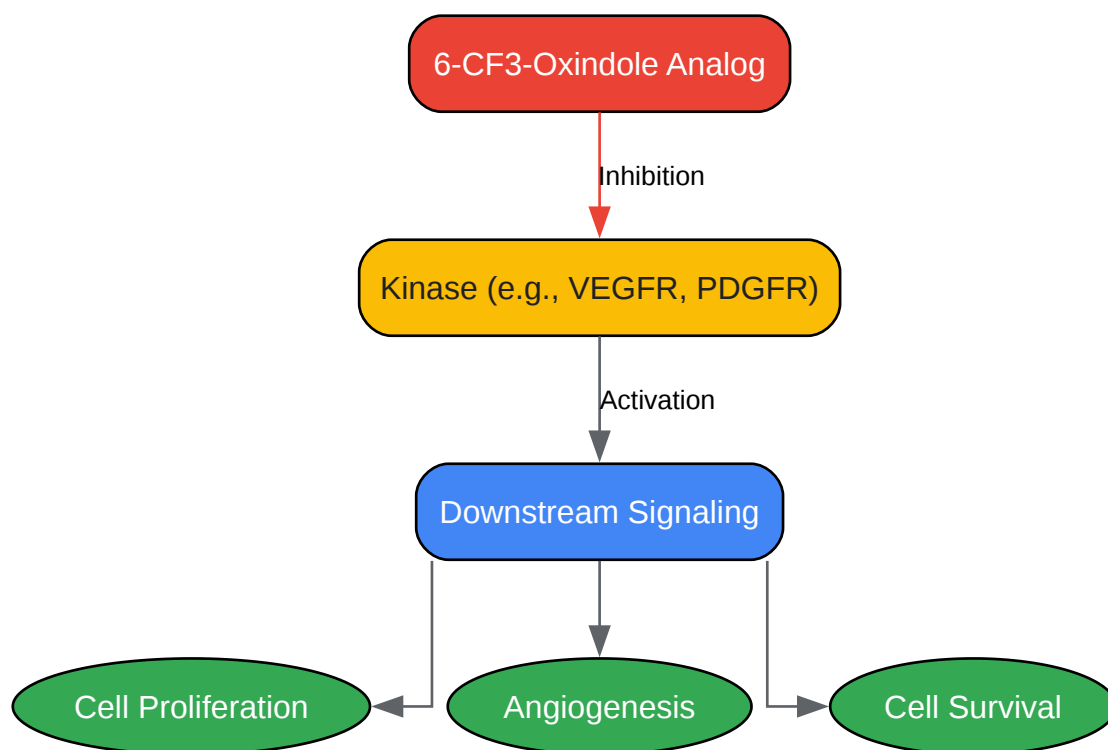 6-CF3-Oxindole Analog
Inhibition
Kinase (e.g., VEGFR, PDGFR)
Activation
Downstream Signaling
Cell Proliferation
Angiogenesis
Cell Survival